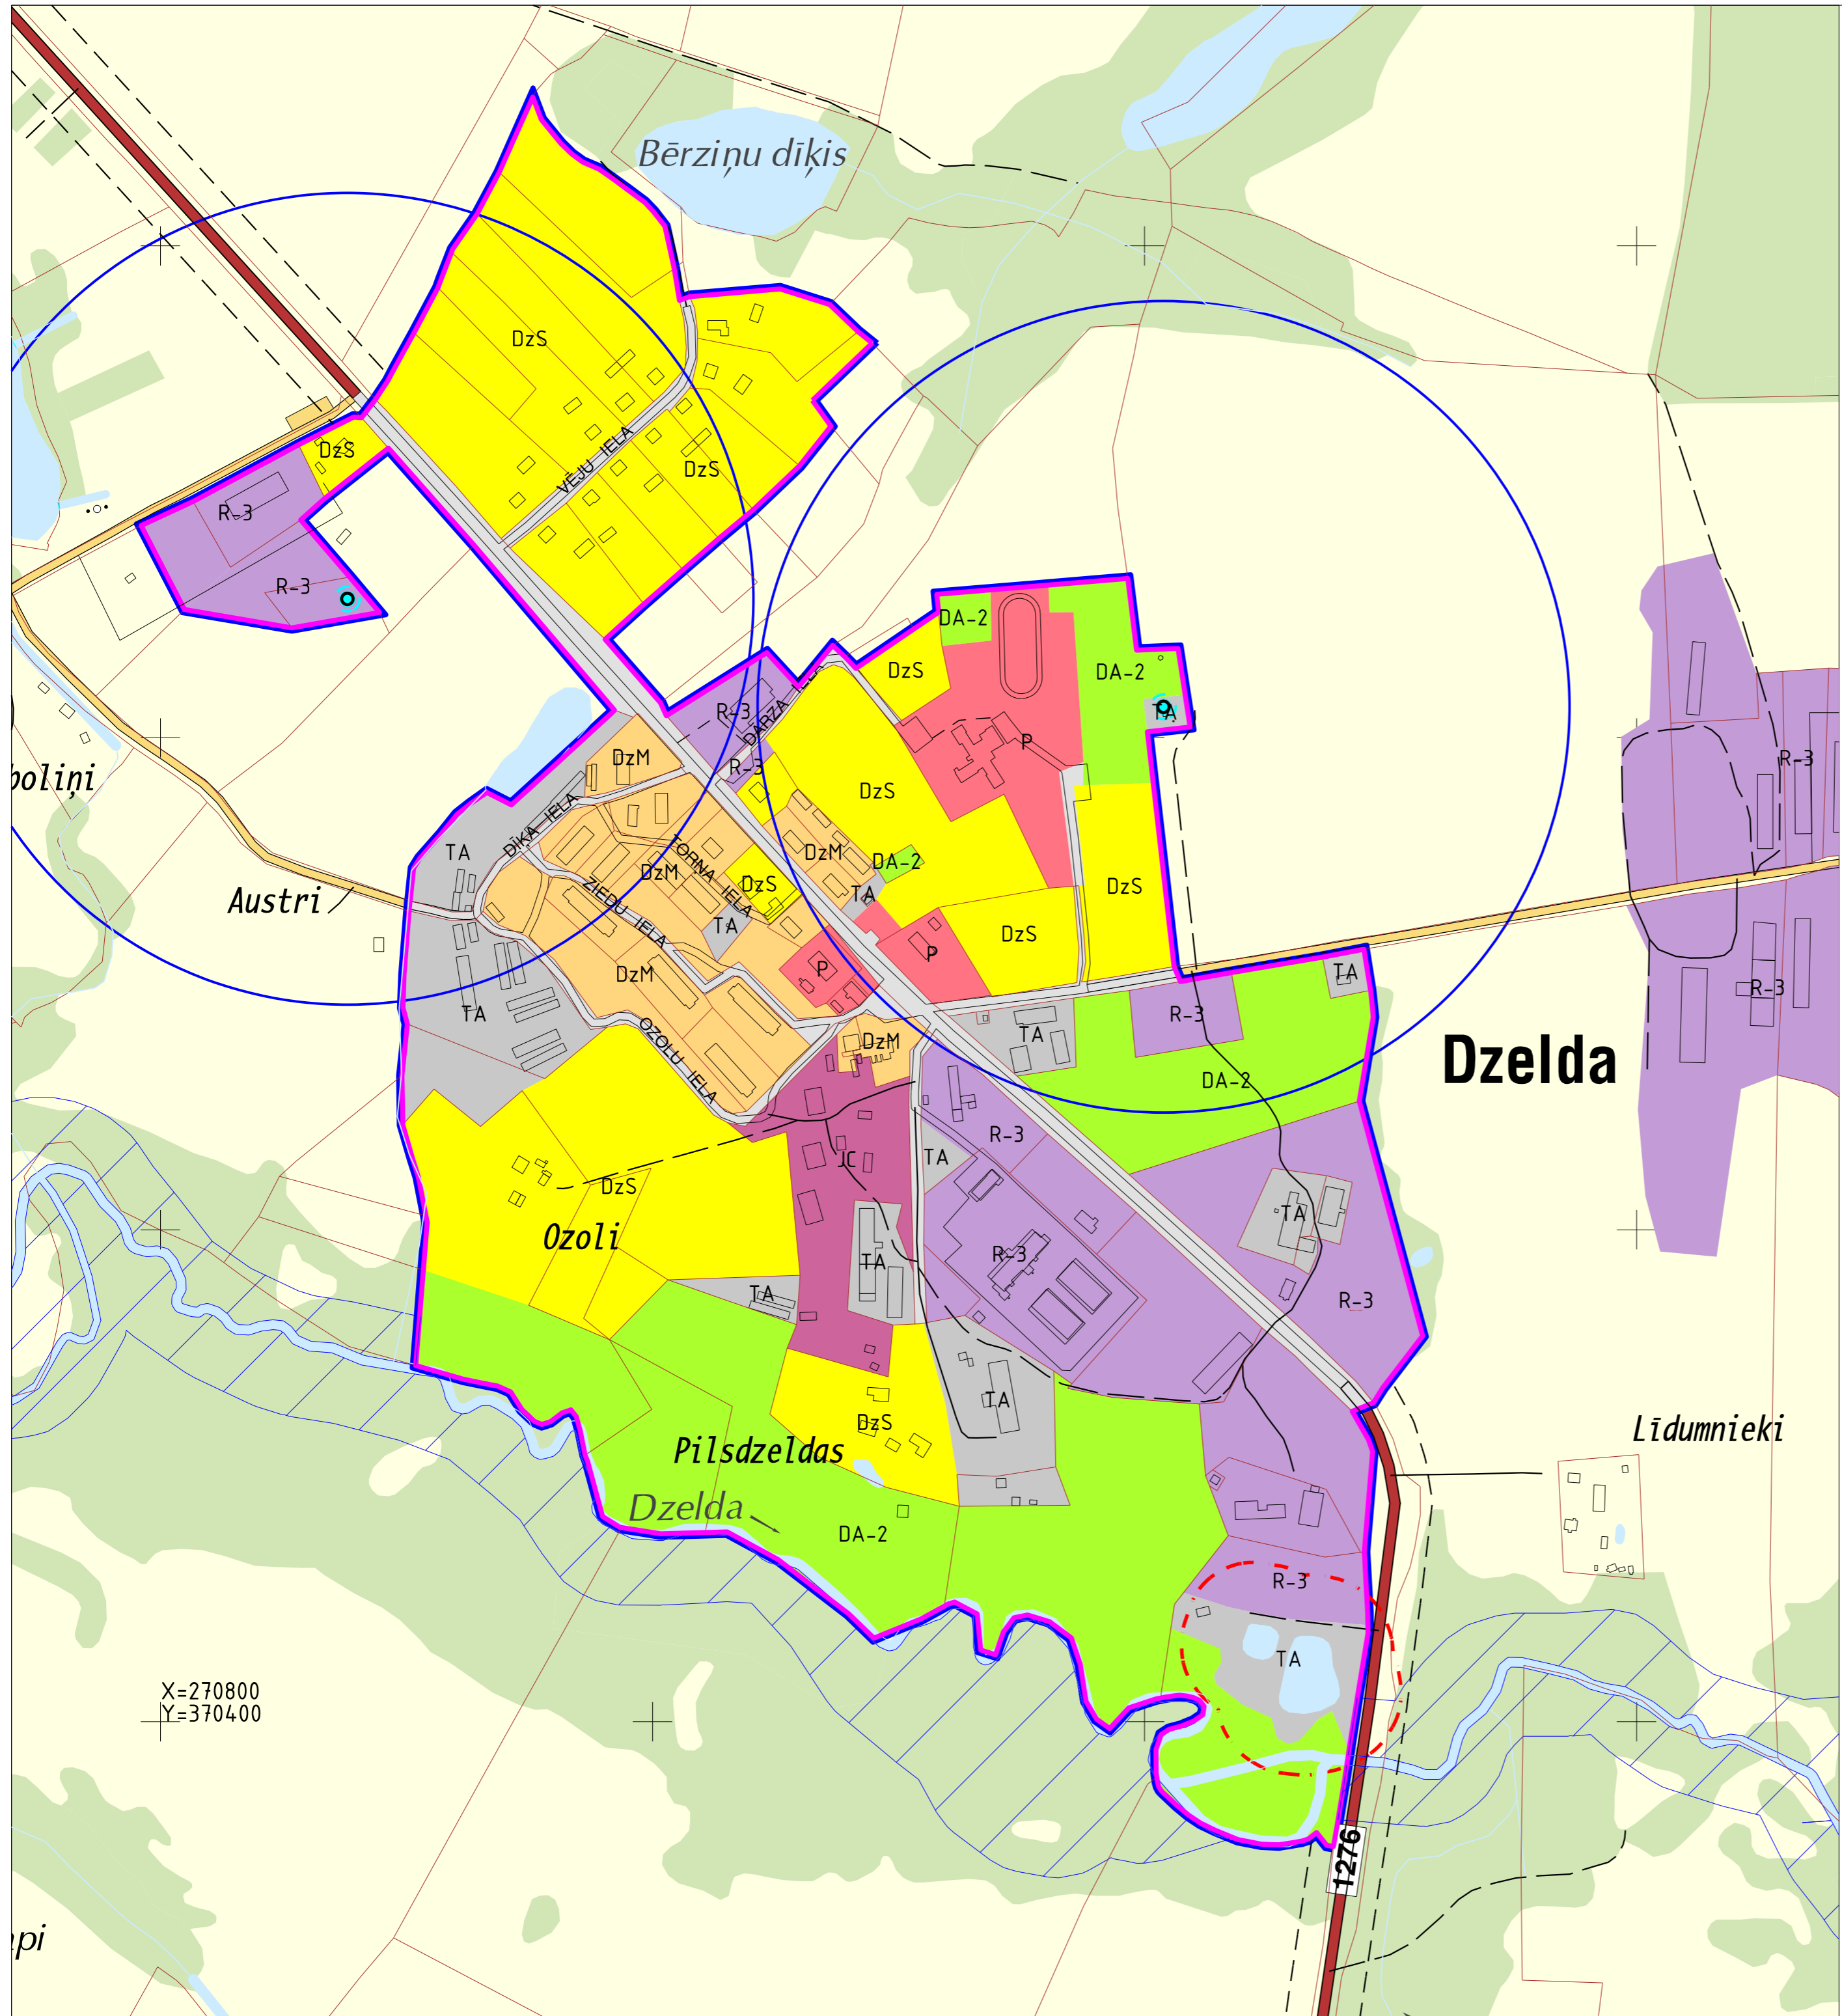 Bērziņu dīķis
DzS
DzS
VĒJU IELA
DzS
R-3
R-3
DA-2
DzS
DA-2
TA
R-3
DĀRZA IELA
P
DzM
R-3
R-3
DzS
DĪĶA IELA
TORŅA IELA
TA
DzM
DzM
DA-2
DzS
TA
DzS
Austri
ZIEDU IELA
TA
DzS
P
P
DzM
TA
R-3
TA
R-3
OZOLU IELA
DzM
TA
Dzelda
DA-2
R-3
JC
TA
DzS
TA
Ozoli
R-3
TA
TA
R-3
TA
DzS
Līdumnieki
Pilsdzeldas
Dzelda
DA-2
R-3
TA
X=270800
Y=370400
1276